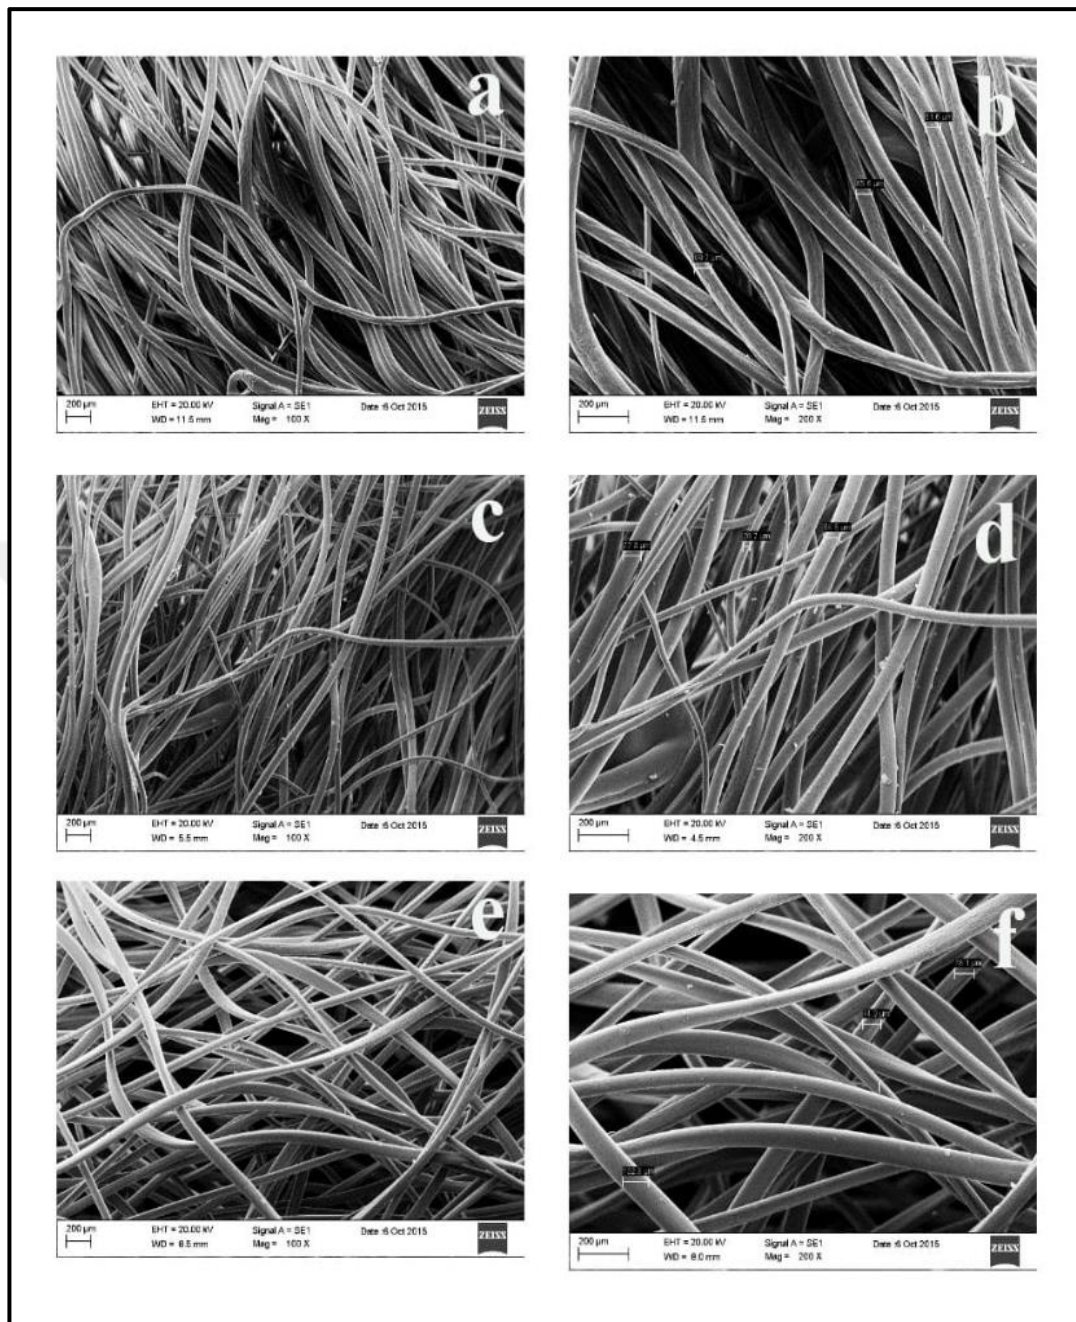 a
200 µm
EHT = 20.00 kV
Signal A = SE1
Date :6 Oct 2015
WD = 11.5 mm
Mag = 100 X
ZEISS
b
200 µm
EHT = 20.00 kV
Signal A = SE1
Date :6 Oct 2015
WD = 11.5 mm
Mag = 200 X
ZEISS
c
200 µm
EHT = 20.00 kV
Signal A = SE1
Date :6 Oct 2015
WD = 5.5 mm
Mag = 100 X
ZEISS
d
200 µm
EHT = 20.00 kV
Signal A = SE1
Date :6 Oct 2015
WD = 4.5 mm
Mag = 200 X
ZEISS
e
200 µm
EHT = 20.00 kV
Signal A = SE1
Date :6 Oct 2015
WD = 8.5 mm
Mag = 100 X
ZEISS
f
200 µm
EHT = 20.00 kV
Signal A = SE1
Date :6 Oct 2015
WD = 8.0 mm
Mag = 200 X
ZEISS